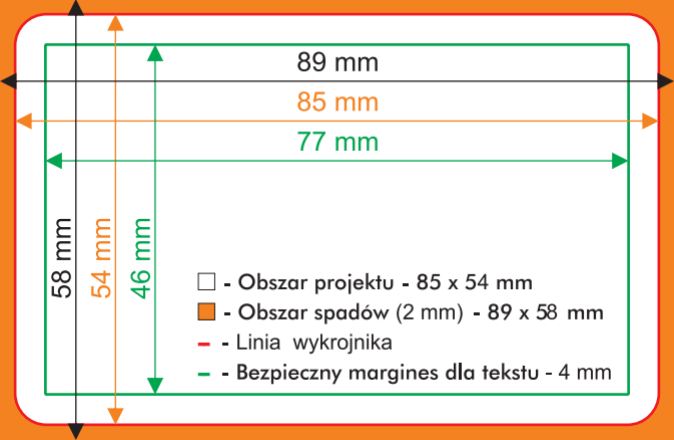 89 mm
85 mm
77 mm
58 mm
54 mm
46 mm
- Obszar projektu - 85 x 54 mm
- Obszar spadów (2 mm) - 89 x 58 mm
- Linia wykrojnika
- Bezpieczny margines dla tekstu - 4 mm